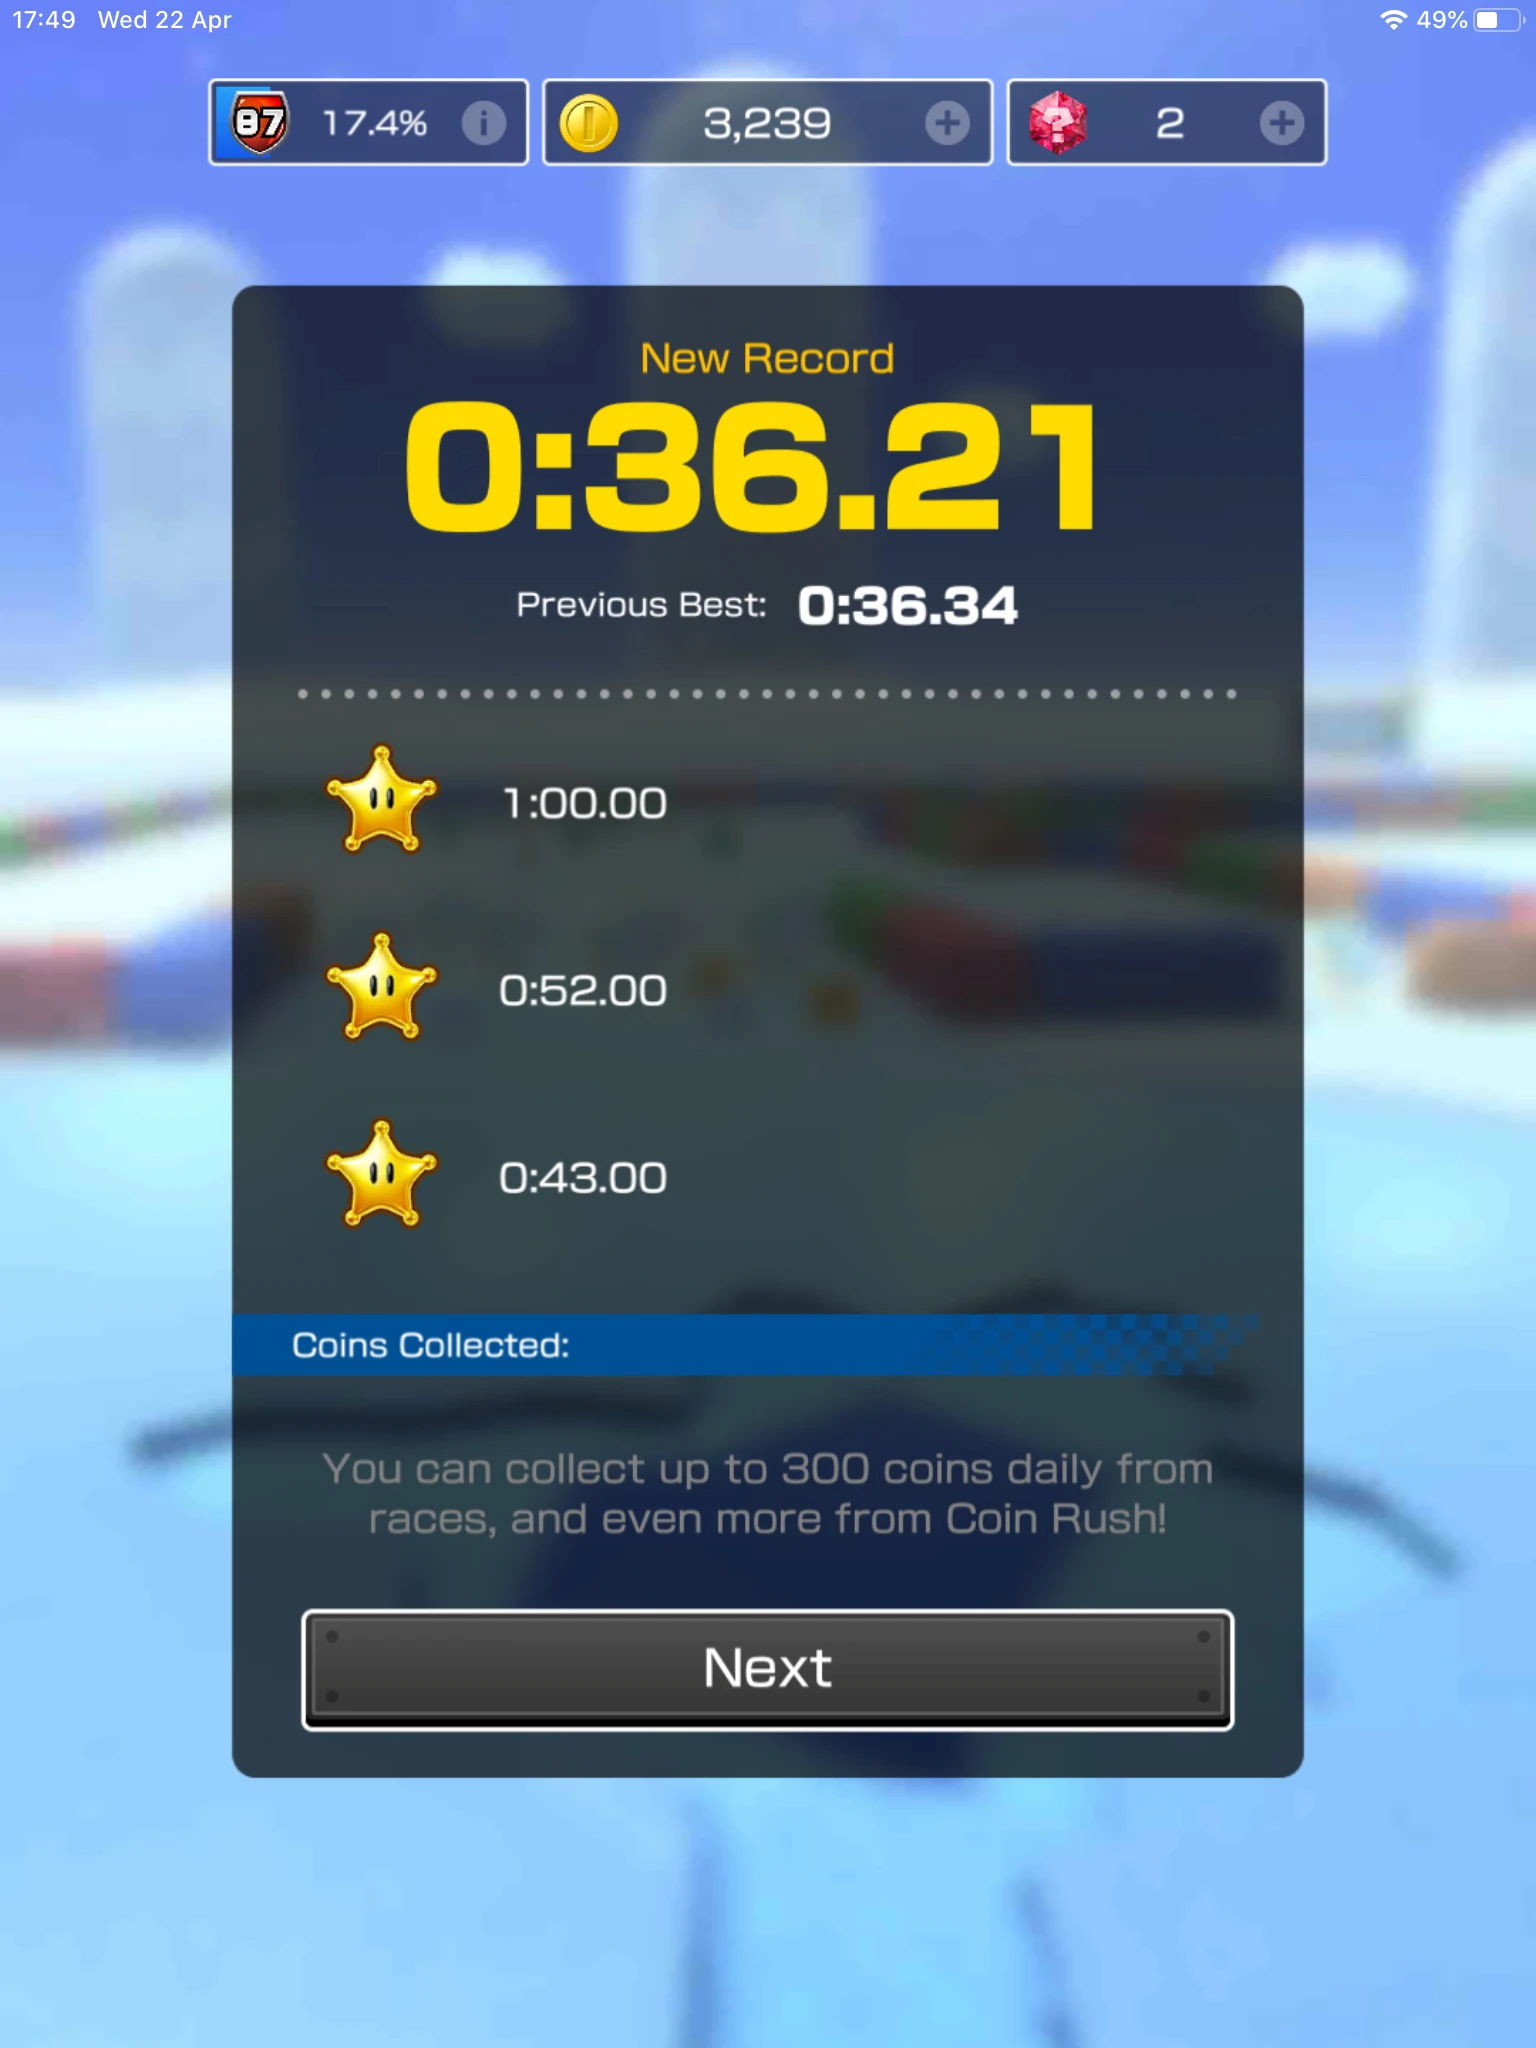 17:49 Wed 22 Apr 49%
87 17.4% i 3,239 + ? 2 +
New Record
0:36.21
Previous Best: 0:36.34
1:00.00
0:52.00
0:43.00
Coins Collected:
You can collect up to 300 coins daily from
races, and even more from Coin Rush!
Next